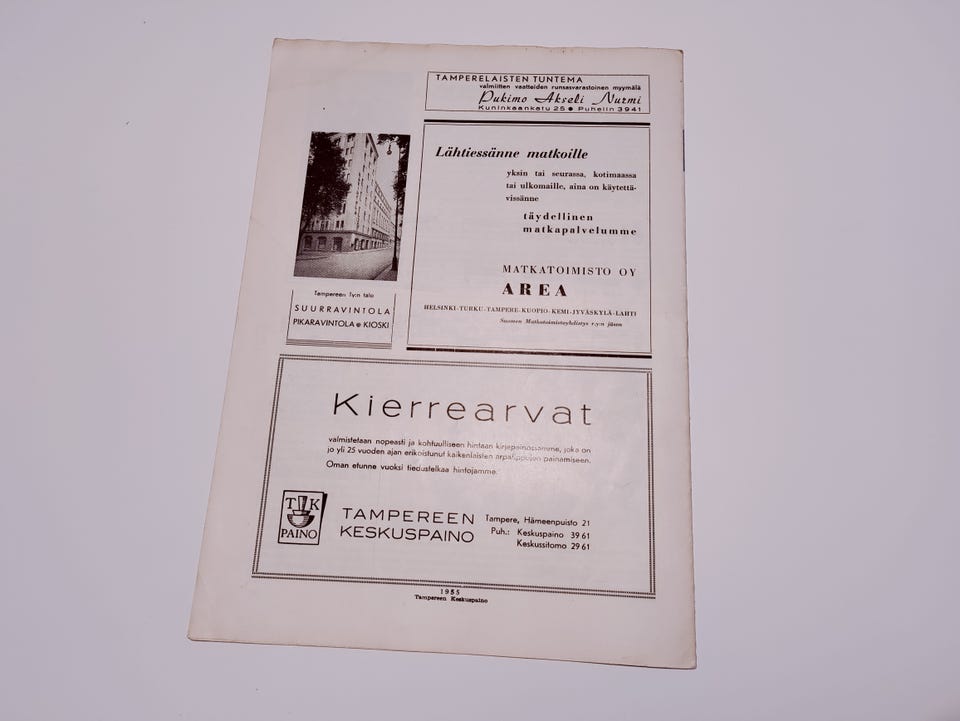 TAMPERELAISTEN TUNTEMA
valmiitten vaatteiden runsasvarastoinen myymälä
Pukimo Akseli Nurmi
Kuninkaankatu 25 ● Puhelin 3941
Lähtiessänne matkoille
yksin tai seurassa, kotimaassa
tai ulkomaille, aina on käytettä-
vissänne
täydellinen
matkapalvelumme
MATKATOIMISTO OY
AREA
HELSINKI-TURKU-TAMPERE-KUOPIO-KEMI-JYVÄSKYLÄ-LAHTI
Suomen Matkatoimistoyhdistys r.y:n jäsen
Tampereen Ty:n talo
SUURRAVINTOLA
PIKARAVINTOLA ● KIOSKI
Kierrearvat
valmistetaan nopeasti ja kohtuulliseen hintaan kirjapainossamme, joka on
jo yli 25 vuoden ajan erikoistunut kaikenlaisten arpalippujen painamiseen.
Oman etunne vuoksi tiedustelkaa hintojamme.
T K
PAINO
TAMPEREEN
KESKUSPAINO
Tampere, Hämeenpuisto 21
Puh.: Keskuspaino 39 61
Keskussitomo 29 61
1955
Tampereen Keskuspaino